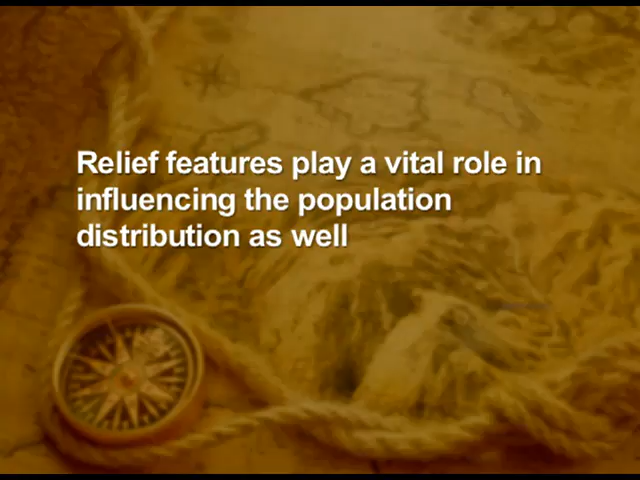 Relief features play a vital role in
influencing the population
distribution as well